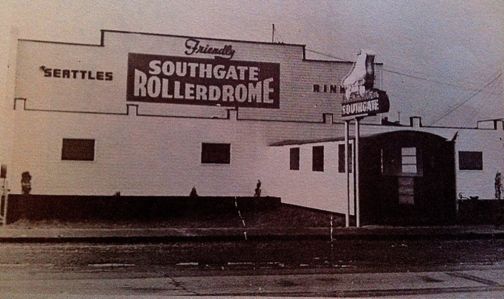 Friendly
SEATTLES SOUTHGATE RINK
ROLLERDROME
SOUTHGATE